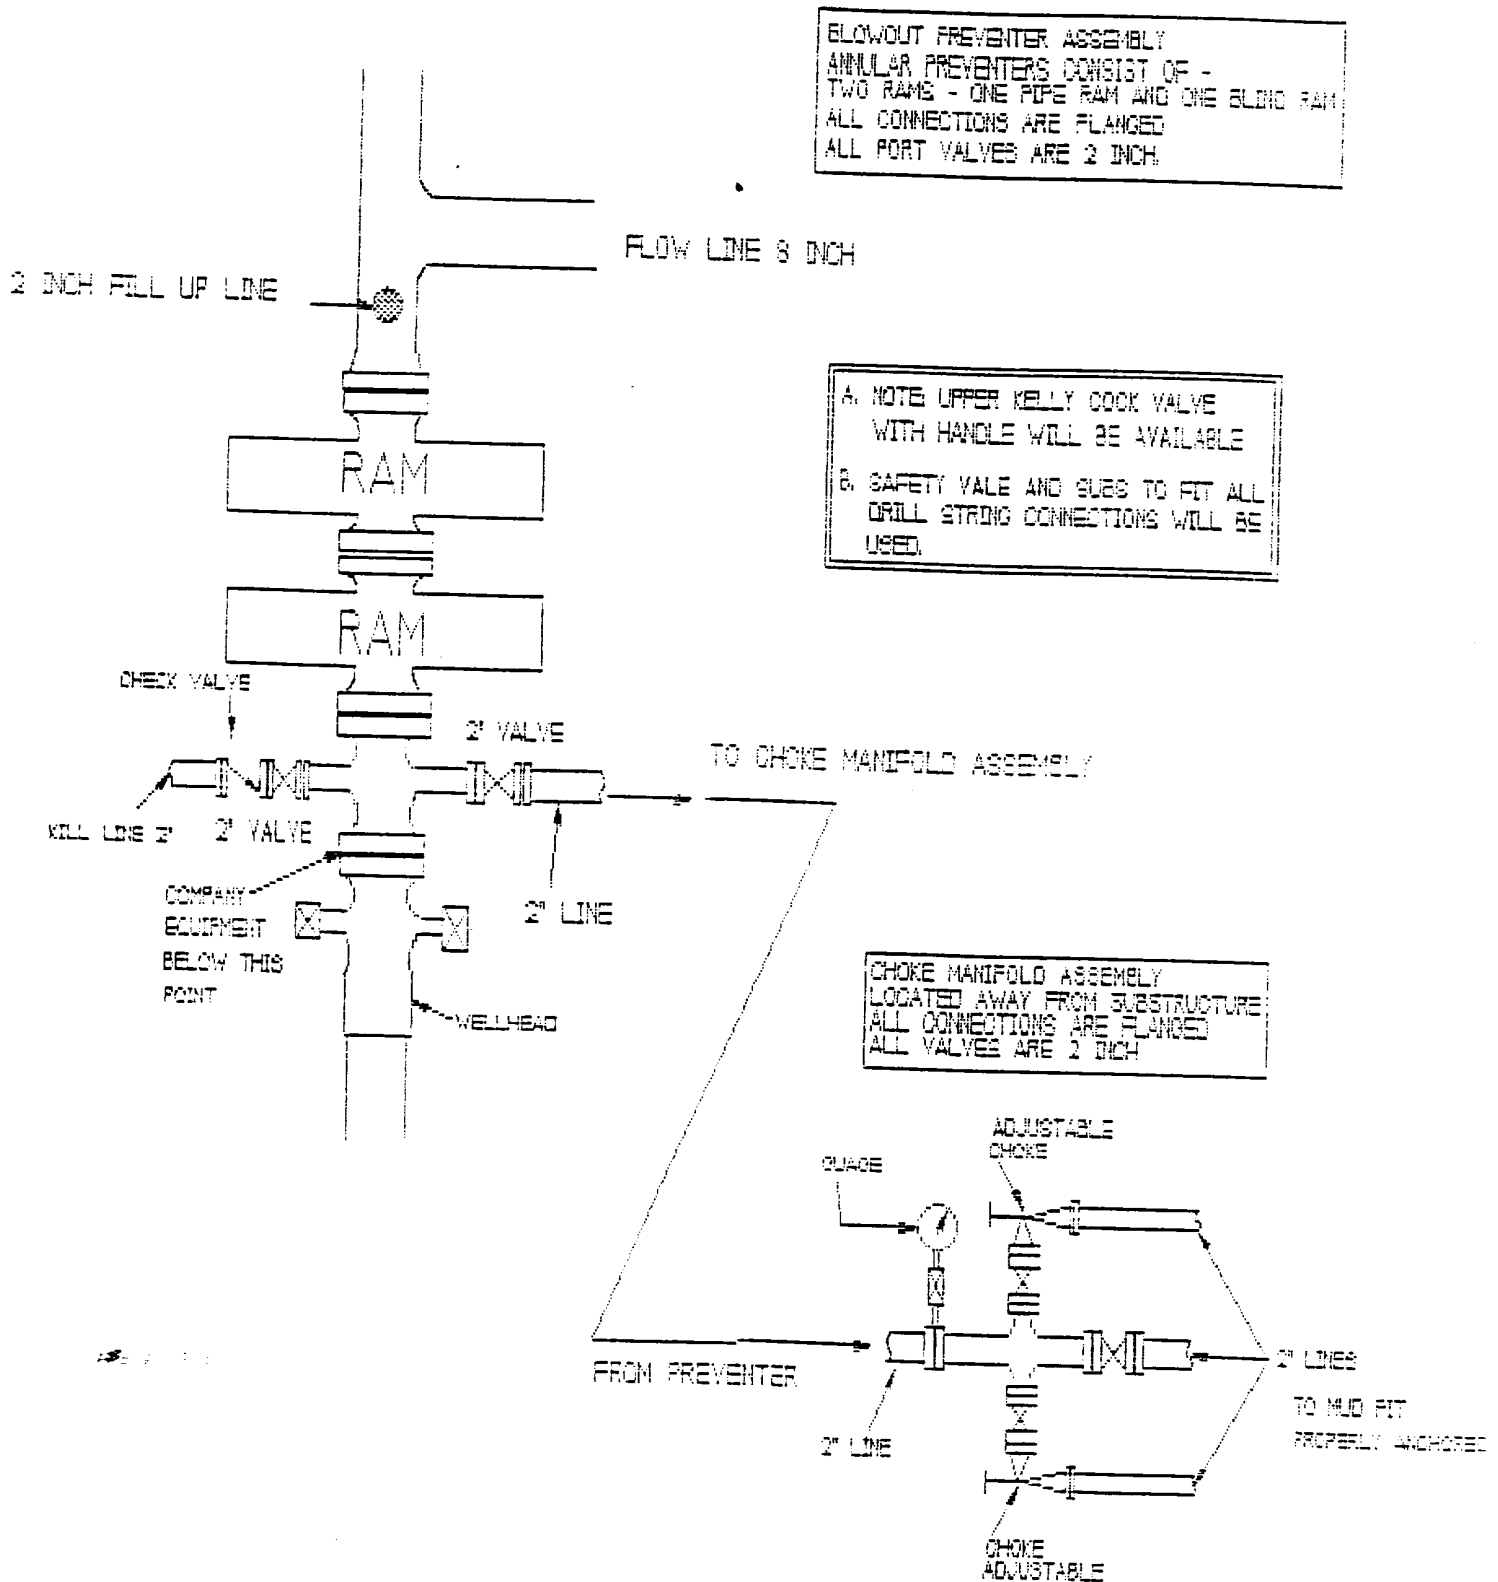 BLOWOUT PREVENTER ASSEMBLY
ANNULAR PREVENTERS CONSIST OF -
TWO RAMS - ONE PIPE RAM AND ONE BLIND RAM
ALL CONNECTIONS ARE FLANGED
ALL PORT VALVES ARE 2 INCH.
FLOW LINE 8 INCH
2 INCH FILL UP LINE
A. NOTE: UPPER KELLY COCK VALVE
WITH HANDLE WILL BE AVAILABLE
B. SAFETY VALE AND SUBS TO FIT ALL
DRILL STRING CONNECTIONS WILL BE
USED.
RAM
RAM
CHECK VALVE
2" VALVE
TO CHOKE MANIFOLD ASSEMBLY
KILL LINE 2"
2" VALVE
COMPANY
EQUIPMENT
BELOW THIS
POINT
2" LINE
WELLHEAD
CHOKE MANIFOLD ASSEMBLY
LOCATED AWAY FROM SUBSTRUCTURE
ALL CONNECTIONS ARE FLANGED
ALL VALVES ARE 2 INCH
ADJUSTABLE
CHOKE
GUAGE
FROM PREVENTER
2" LINE
2" LINES
TO MUD PIT
PROPERLY ANCHORED
CHOKE
ADJUSTABLE